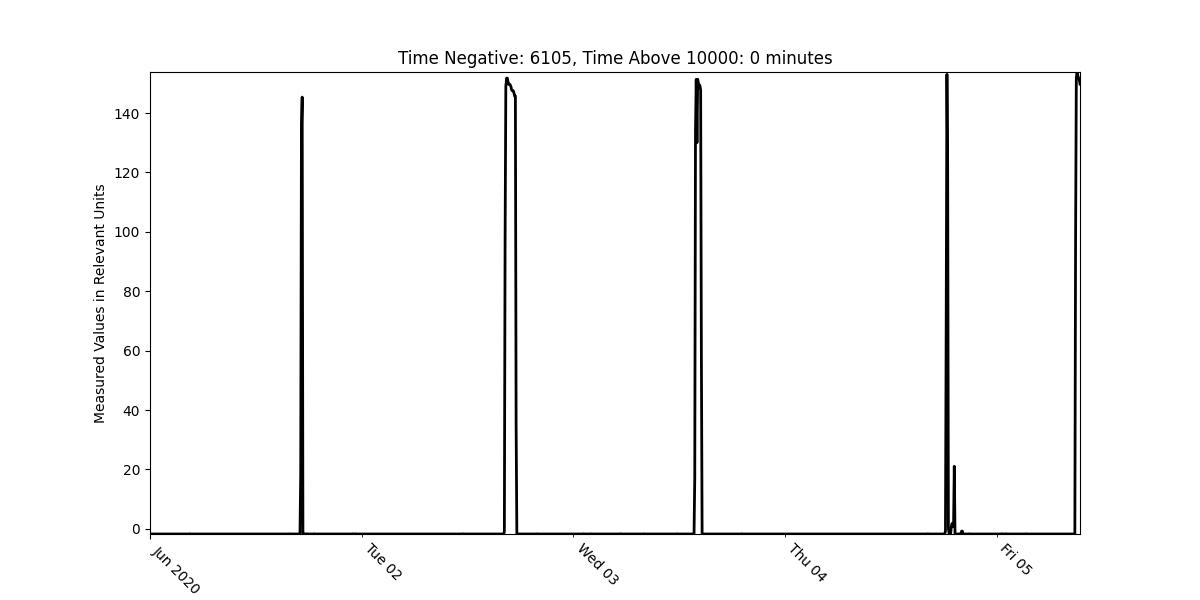 Time Negative: 6105, Time Above 10000: 0 minutes
Measured Values in Relevant Units
140
120
100
80
60
40
20
0
Jun 2020
Tue 02
Wed 03
Thu 04
Fri 05